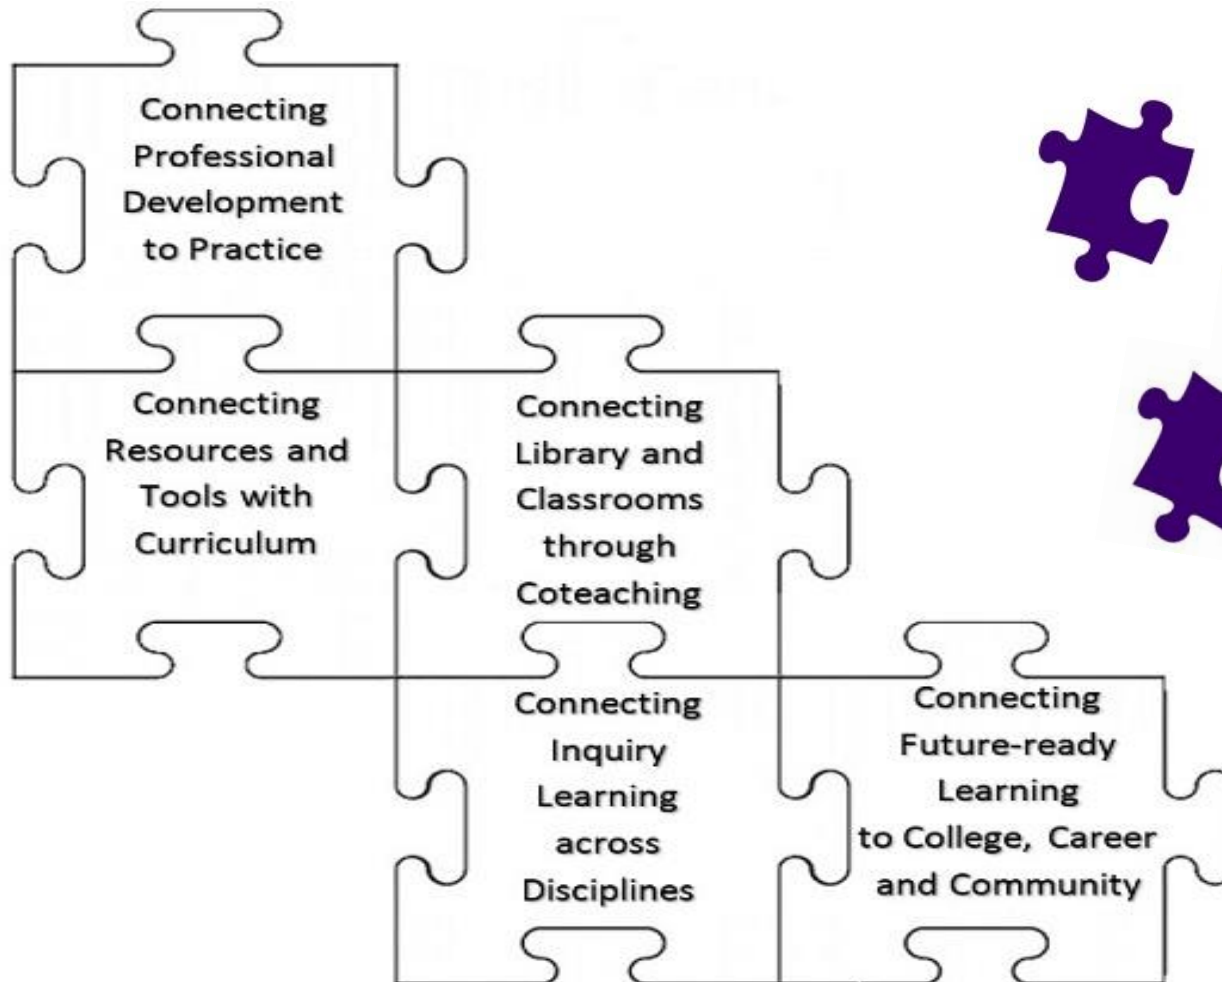 Connecting
Professional
Development
to Practice
Connecting
Resources and
Tools with
Curriculum
Connecting
Library and
Classrooms
through
Coteaching
Connecting
Inquiry
Learning
across
Disciplines
Connecting
Future-ready
Learning
to College, Career
and Community